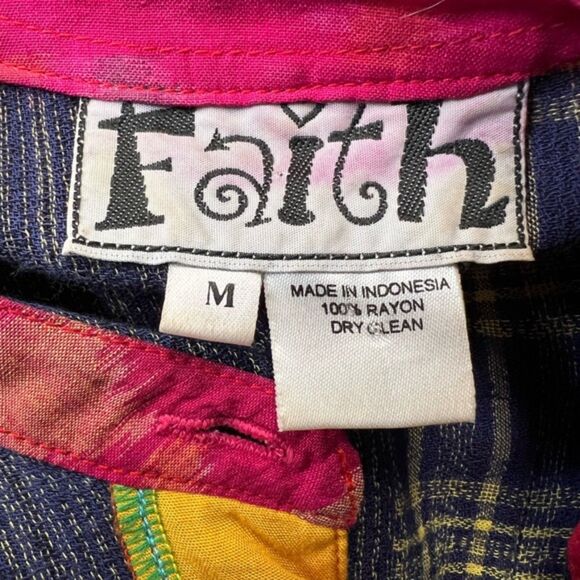 Faith
M
MADE IN INDONESIA
100% RAYON
DRY CLEAN